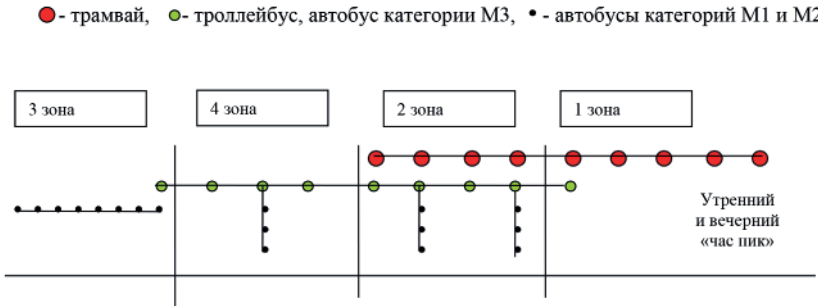 - трамвай, - троллейбус, автобус категории М3, - автобусы категорий М1 и М2
3 зона 4 зона 2 зона 1 зона
Утренний
и вечерний
«час пик»